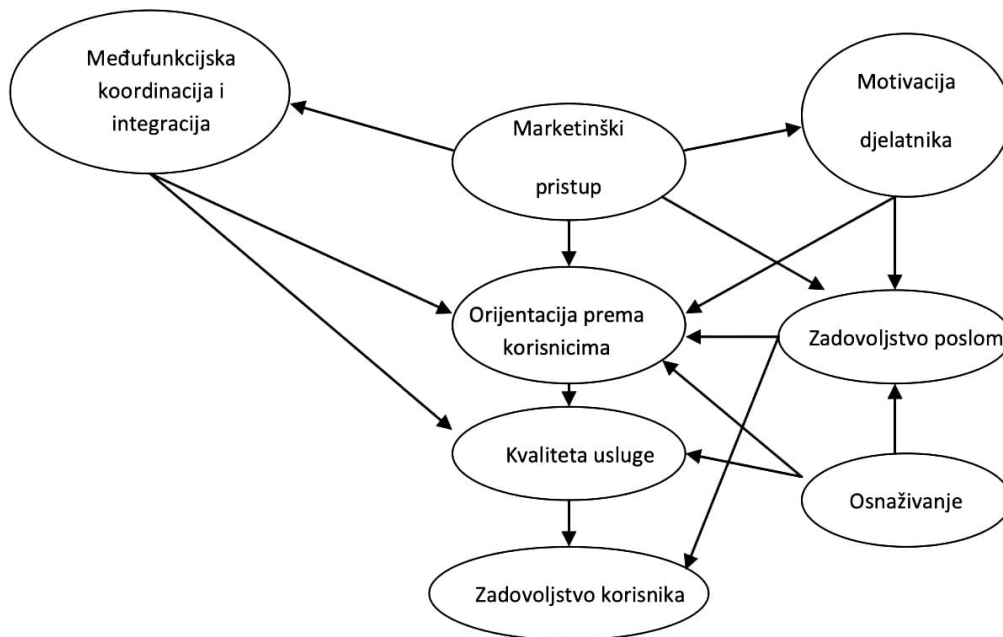 Međufunkcijska
koordinacija i
integracija
Marketinški
pristup
Motivacija
djelatnika
Orijentacija prema
korisnicima
Zadovoljstvo poslom
Kvaliteta usluge
Osnaživanje
Zadovoljstvo korisnika